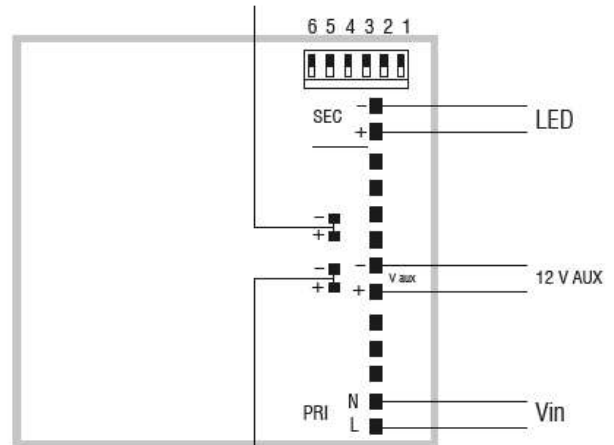 6 5 4 3 2 1
SEC
-
+
LED
-
+
-
+
-
+
V aux
12 V AUX
PRI
N
L
Vin